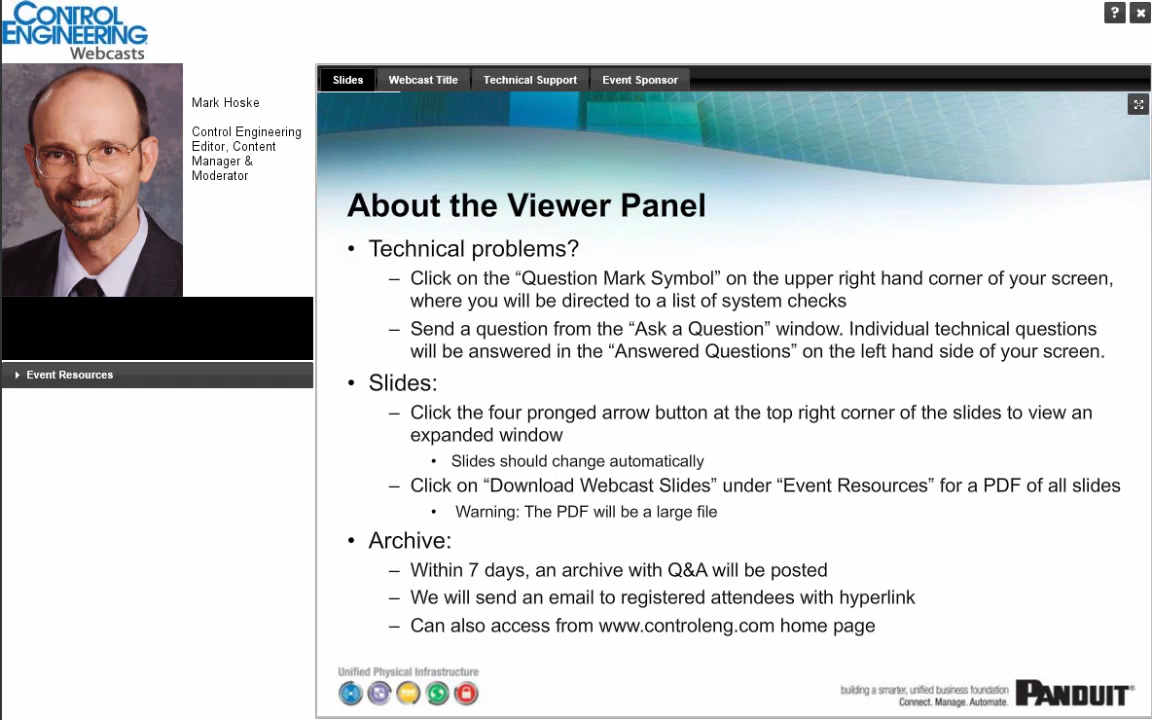 CONTROL
ENGINEERING
Webcasts
?
Mark Hoske
Control Engineering
Editor, Content
Manager &
Moderator
Event Resources
Slides
Webcast Title
Technical Support
Event Sponsor
About the Viewer Panel
• Technical problems?
– Click on the “Question Mark Symbol” on the upper right hand corner of your screen,
where you will be directed to a list of system checks
– Send a question from the “Ask a Question” window. Individual technical questions
will be answered in the “Answered Questions” on the left hand side of your screen.
• Slides:
– Click the four pronged arrow button at the top right corner of the slides to view an
expanded window
• Slides should change automatically
– Click on “Download Webcast Slides” under “Event Resources” for a PDF of all slides
• Warning: The PDF will be a large file
• Archive:
– Within 7 days, an archive with Q&A will be posted
– We will send an email to registered attendees with hyperlink
– Can also access from www.controleng.com home page
Unified Physical Infrastructure
building a smarter, unified business foundation
Connect. Manage. Automate.
PANDUIT®